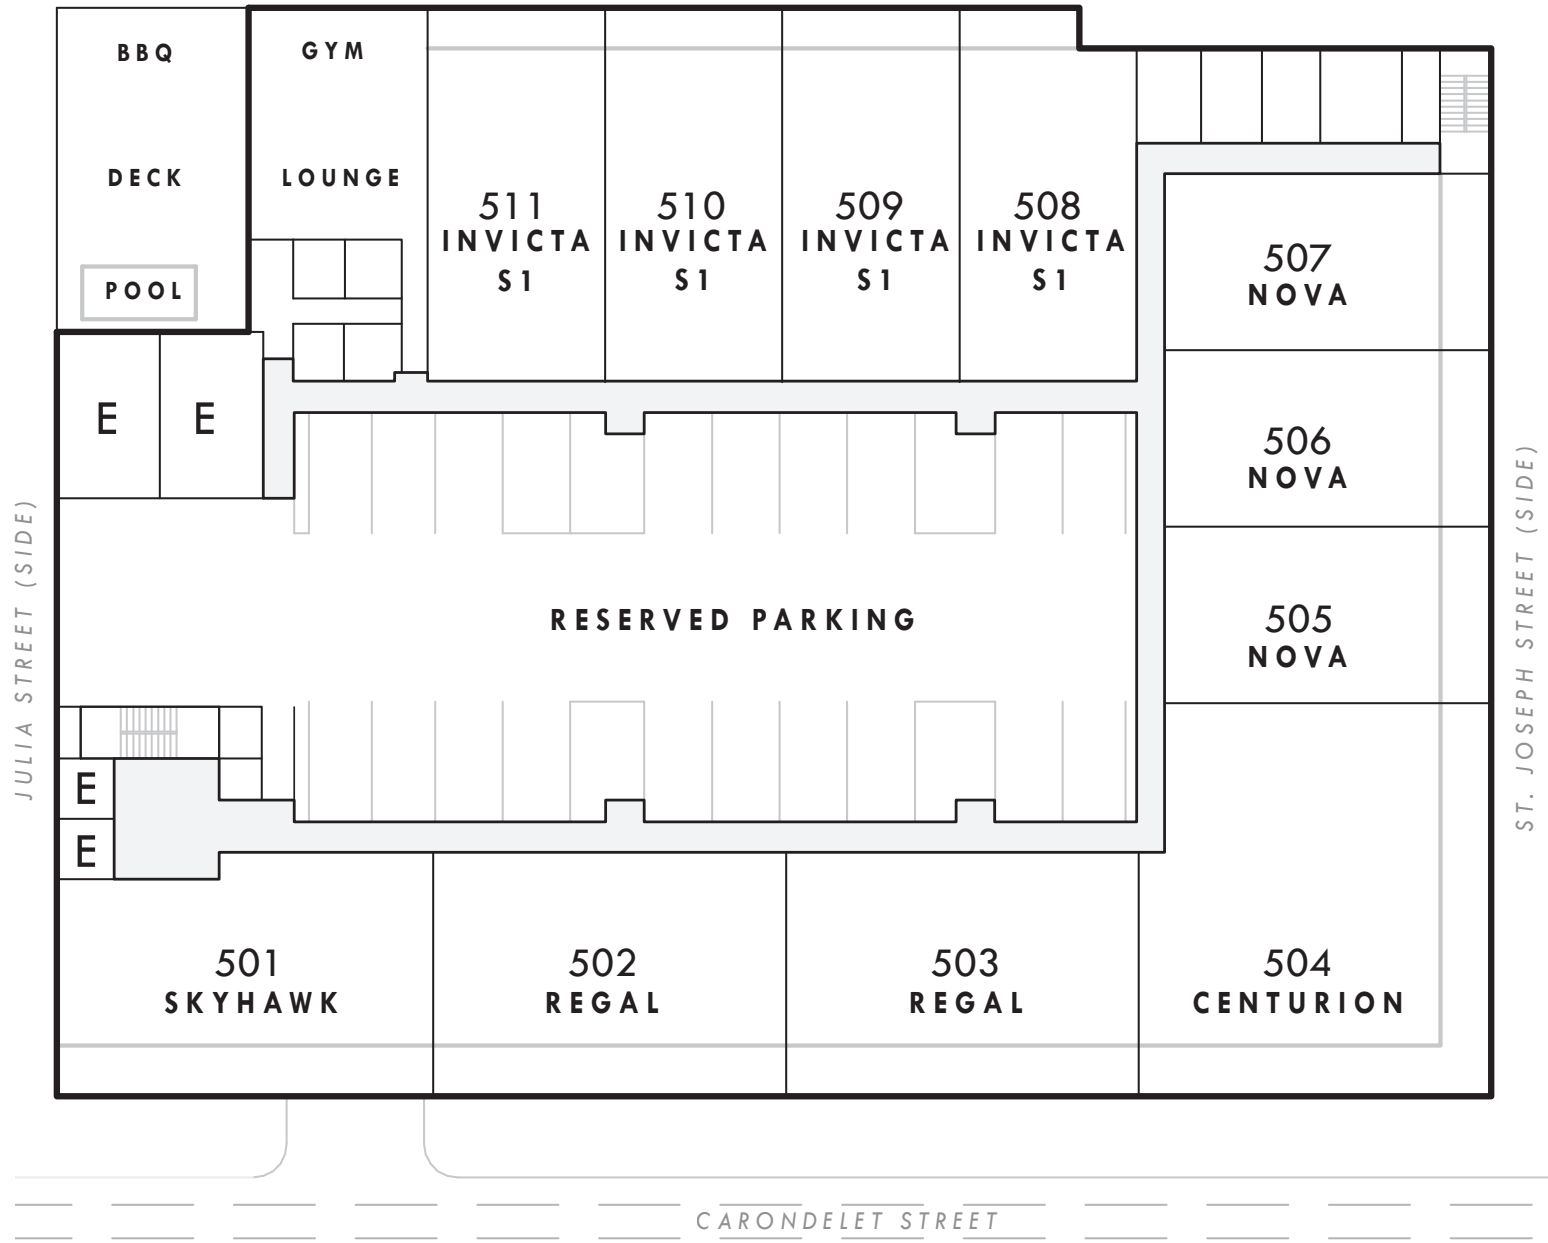 BBQ
DECK
POOL
GYM
LOUNGE
511
INVICTA
S1
510
INVICTA
S1
509
INVICTA
S1
508
INVICTA
S1
507
NOVA
506
NOVA
505
NOVA
E
E
RESERVED PARKING
E
E
501
SKYHAWK
502
REGAL
503
REGAL
504
CENTURION
JULIA STREET (SIDE)
ST. JOSEPH STREET (SIDE)
CARONDELET STREET